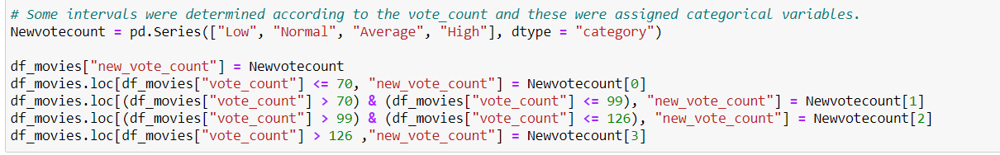 # Some intervals were determined according to the vote_count and these were assigned categorical variables.
Newvotecount = pd.Series(["Low", "Normal", "Average", "High"], dtype = "category")
df_movies["new_vote_count"] = Newvotecount
df_movies.loc[df_movies["vote_count"] <= 70, "new_vote_count"] = Newvotecount[0]
df_movies.loc[(df_movies["vote_count"] > 70) & (df_movies["vote_count"] <= 99), "new_vote_count"] = Newvotecount[1]
df_movies.loc[(df_movies["vote_count"] > 99) & (df_movies["vote_count"] <= 126), "new_vote_count"] = Newvotecount[2]
df_movies.loc[df_movies["vote_count"] > 126 ,"new_vote_count"] = Newvotecount[3]